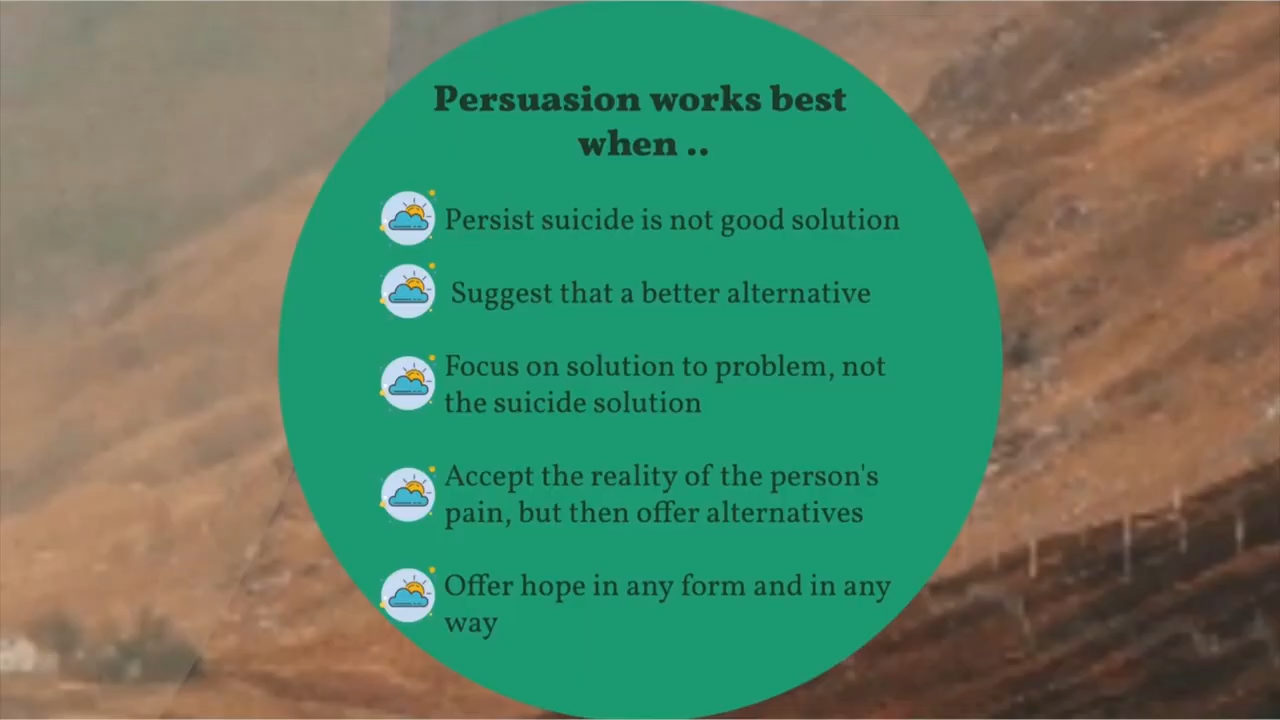 Persuasion works best
when ..
Persist suicide is not good solution
Suggest that a better alternative
Focus on solution to problem, not
the suicide solution
Accept the reality of the person's
pain, but then offer alternatives
Offer hope in any form and in any
way